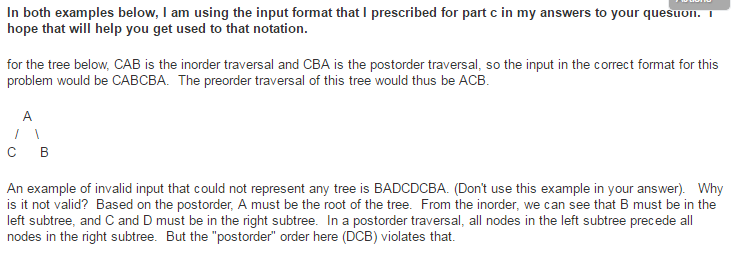 In both examples below, I am using the input format that I prescribed for part c in my answers to your question. I
hope that will help you get used to that notation.
for the tree below, CAB is the inorder traversal and CBA is the postorder traversal, so the input in the correct format for this
problem would be CABCBA. The preorder traversal of this tree would thus be ACB.
A
/ \
C B
An example of invalid input that could not represent any tree is BADCDCBA. (Don't use this example in your answer). Why
is it not valid? Based on the postorder, A must be the root of the tree. From the inorder, we can see that B must be in the
left subtree, and C and D must be in the right subtree. In a postorder traversal, all nodes in the left subtree precede all
nodes in the right subtree. But the "postorder" order here (DCB) violates that.